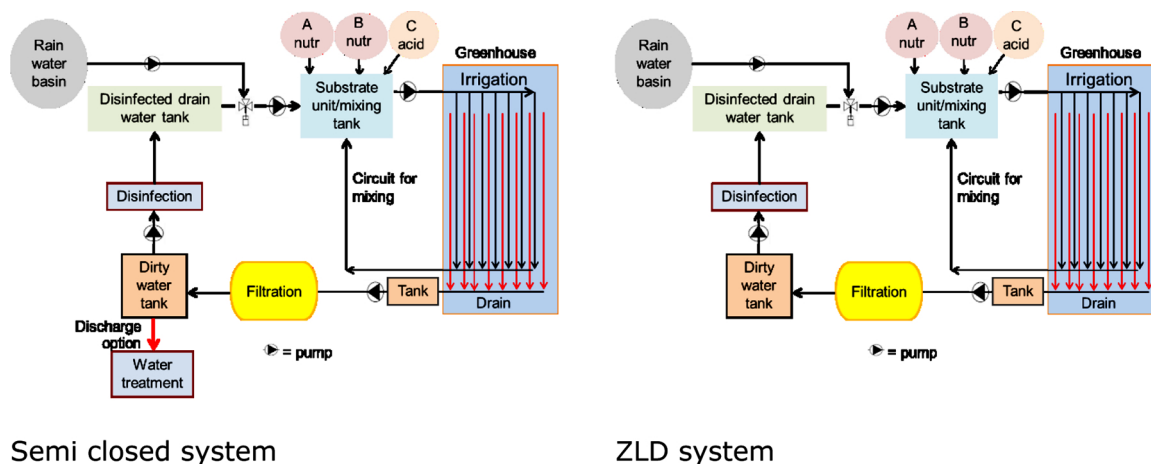 Rain
water
basin
A
nutr
B
nutr
C
acid
Greenhouse
Irrigation
Substrate
unit/mixing
tank
Disinfected drain
water tank
Circuit for
mixing
Disinfection
Dirty
water
tank
Filtration
Tank
Drain
Discharge
option
Water
treatment
= pump
Semi closed system
Rain
water
basin
A
nutr
B
nutr
C
acid
Greenhouse
Irrigation
Substrate
unit/mixing
tank
Disinfected drain
water tank
Circuit for
mixing
Disinfection
Dirty
water
tank
Filtration
Tank
Drain
= pump
ZLD system